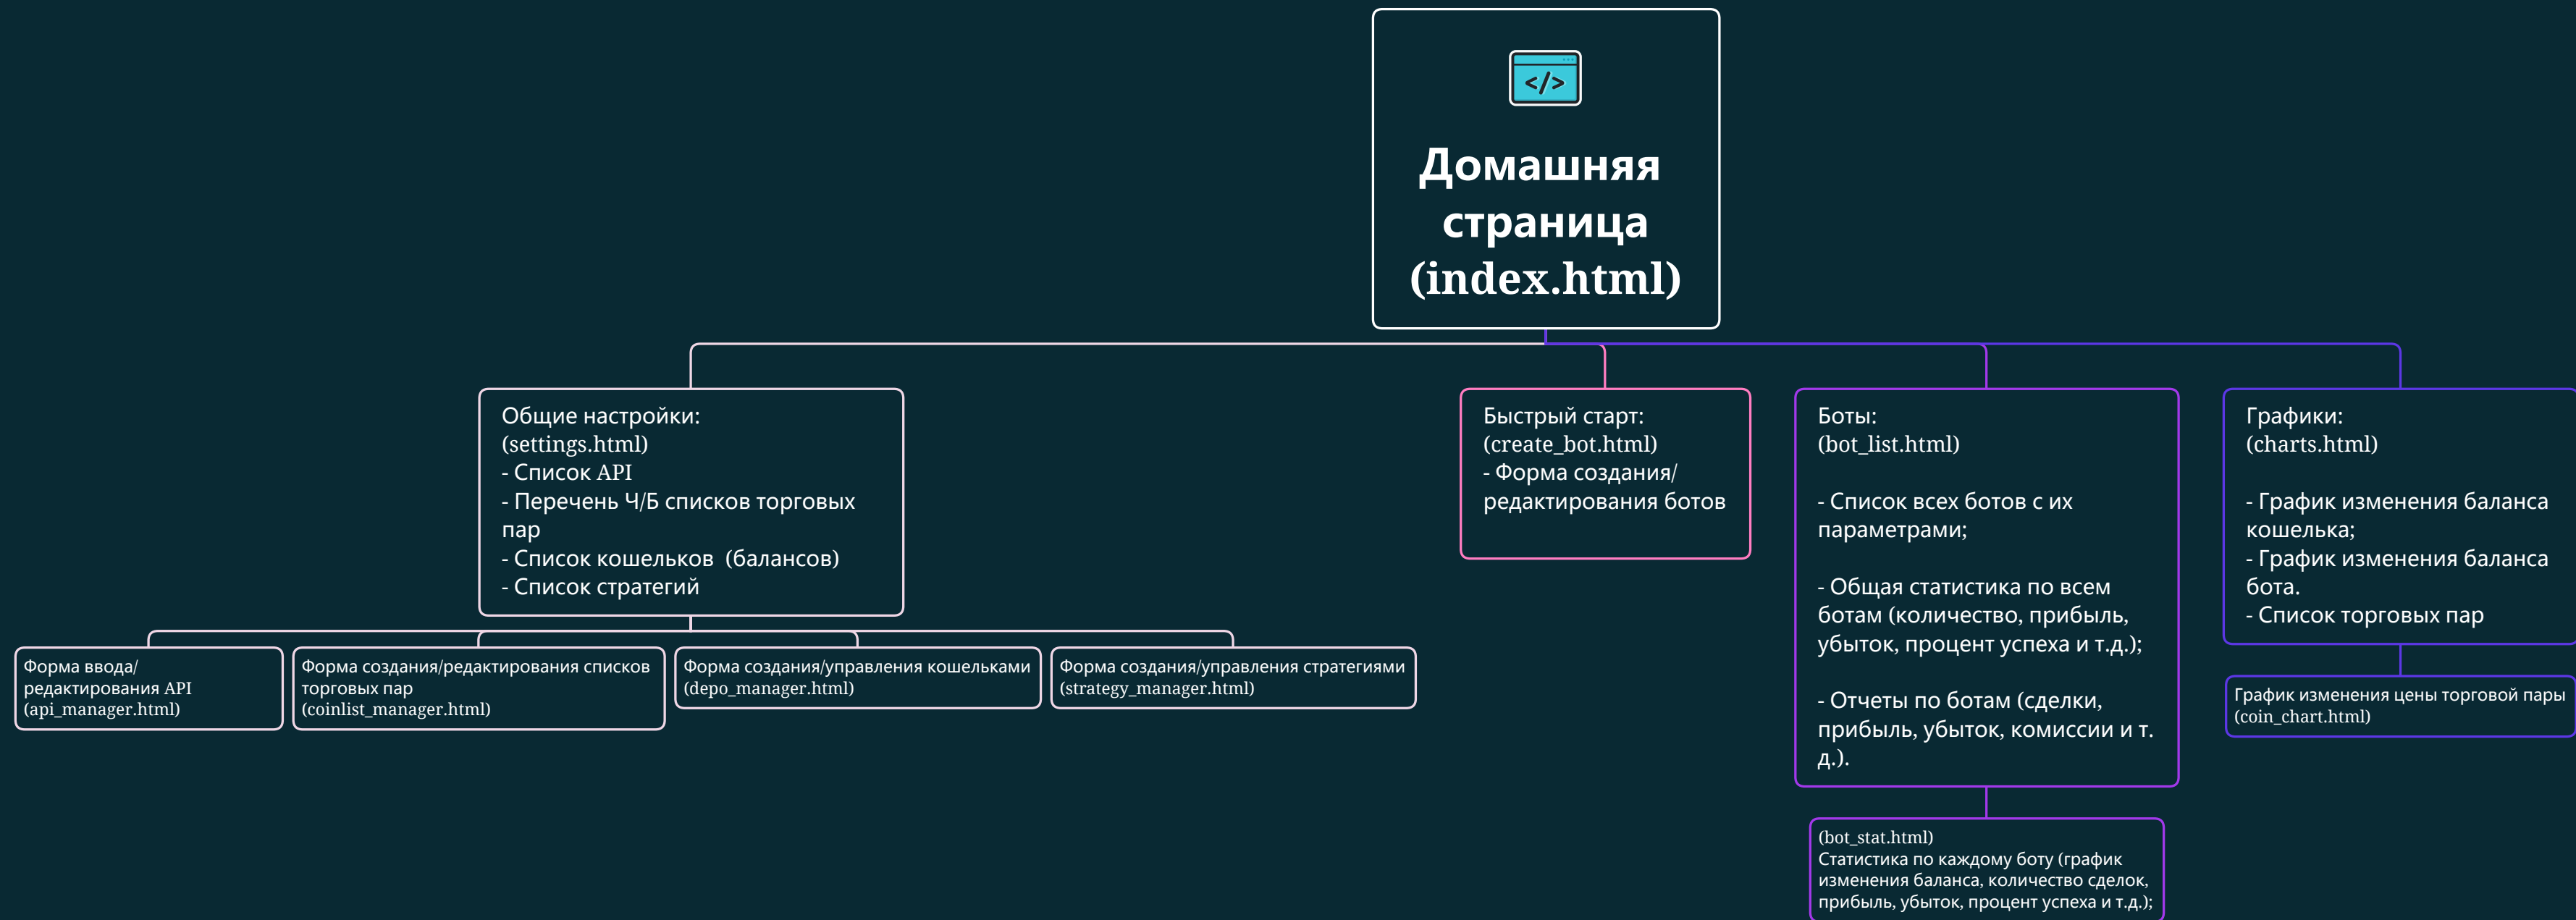 </>
Домашняя
страница
(index.html)
Общие настройки:
(settings.html)
- Список API
- Перечень Ч/Б списков торговых
пар
- Список кошельков  (балансов)
- Список стратегий
Быстрый старт:
(create_bot.html)
- Форма создания/
редактирования ботов
Боты:
(bot_list.html)
- Список всех ботов с их
параметрами;
- Общая статистика по всем
ботам (количество, прибыль,
убыток, процент успеха и т.д.);
- Отчеты по ботам (сделки,
прибыль, убыток, комиссии и т.
д.).
Графики:
(charts.html)
- График изменения баланса
кошелька;
- График изменения баланса
бота.
- Список торговых пар
Форма ввода/
редактирования API
(api_manager.html)
Форма создания/редактирования списков
торговых пар
(coinlist_manager.html)
Форма создания/управления кошельками
(depo_manager.html)
Форма создания/управления стратегиями
(strategy_manager.html)
График изменения цены торговой пары
(coin_chart.html)
(bot_stat.html)
Статистика по каждому боту (график
изменения баланса, количество сделок,
прибыль, убыток, процент успеха и т.д.);